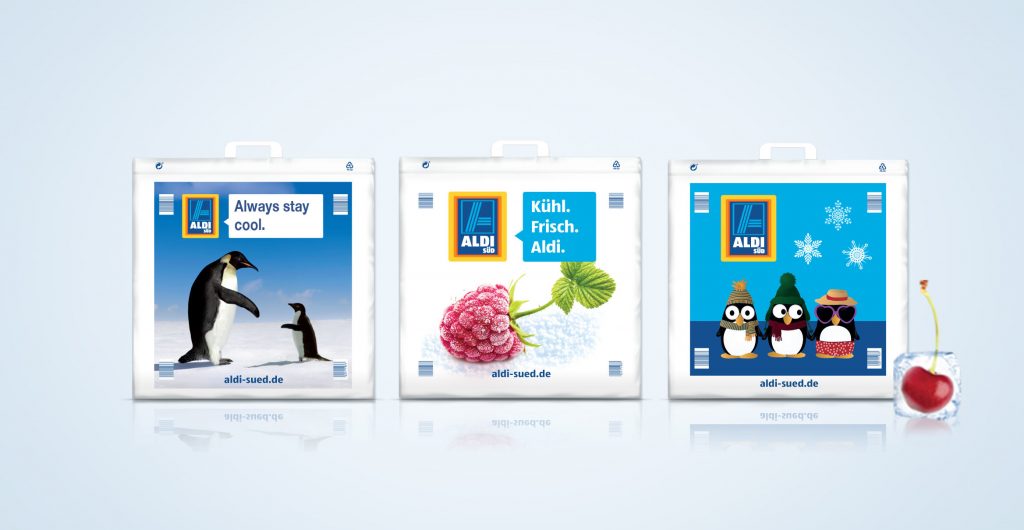 ALDI
SÜD
Always stay
cool.
aldi-sued.de
ALDI
SÜD
Kühl.
Frisch.
Aldi.
aldi-sued.de
ALDI
SÜD
aldi-sued.de